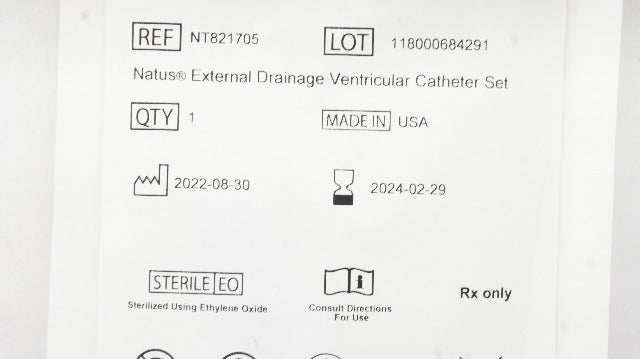 REF NT821705 LOT 118000684291
Natus® External Drainage Ventricular Catheter Set
QTY 1 MADE IN USA
2022-08-30 2024-02-29
STERILE EO Rx only
Sterilized Using Ethylene Oxide Consult Directions
For Use